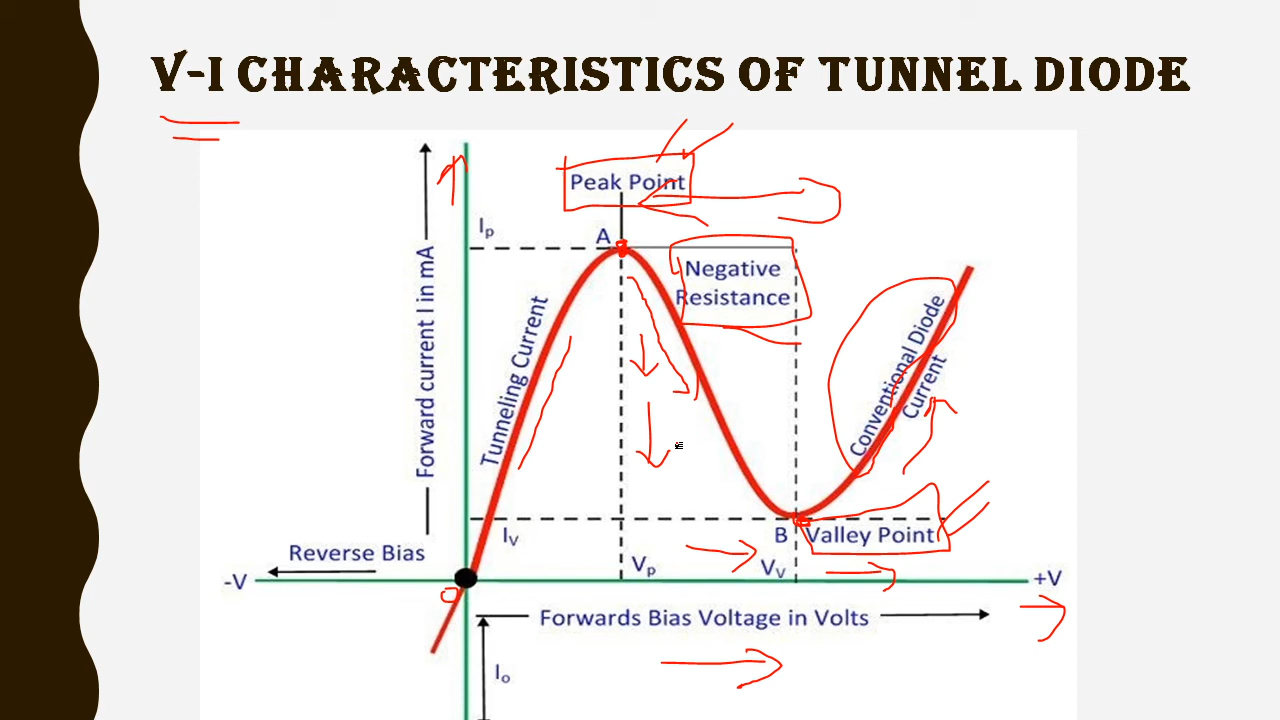 V-I CHARACTERISTICS OF TUNNEL DIODE
Peak Point
Ip
A
Negative
Resistance
Forward current I in mA
Tunneling Current
Conventional Diode
Current
Iv
B
Valley Point
Reverse Bias
Vp
Vv
-V
+V
O
Forwards Bias Voltage in Volts
Io